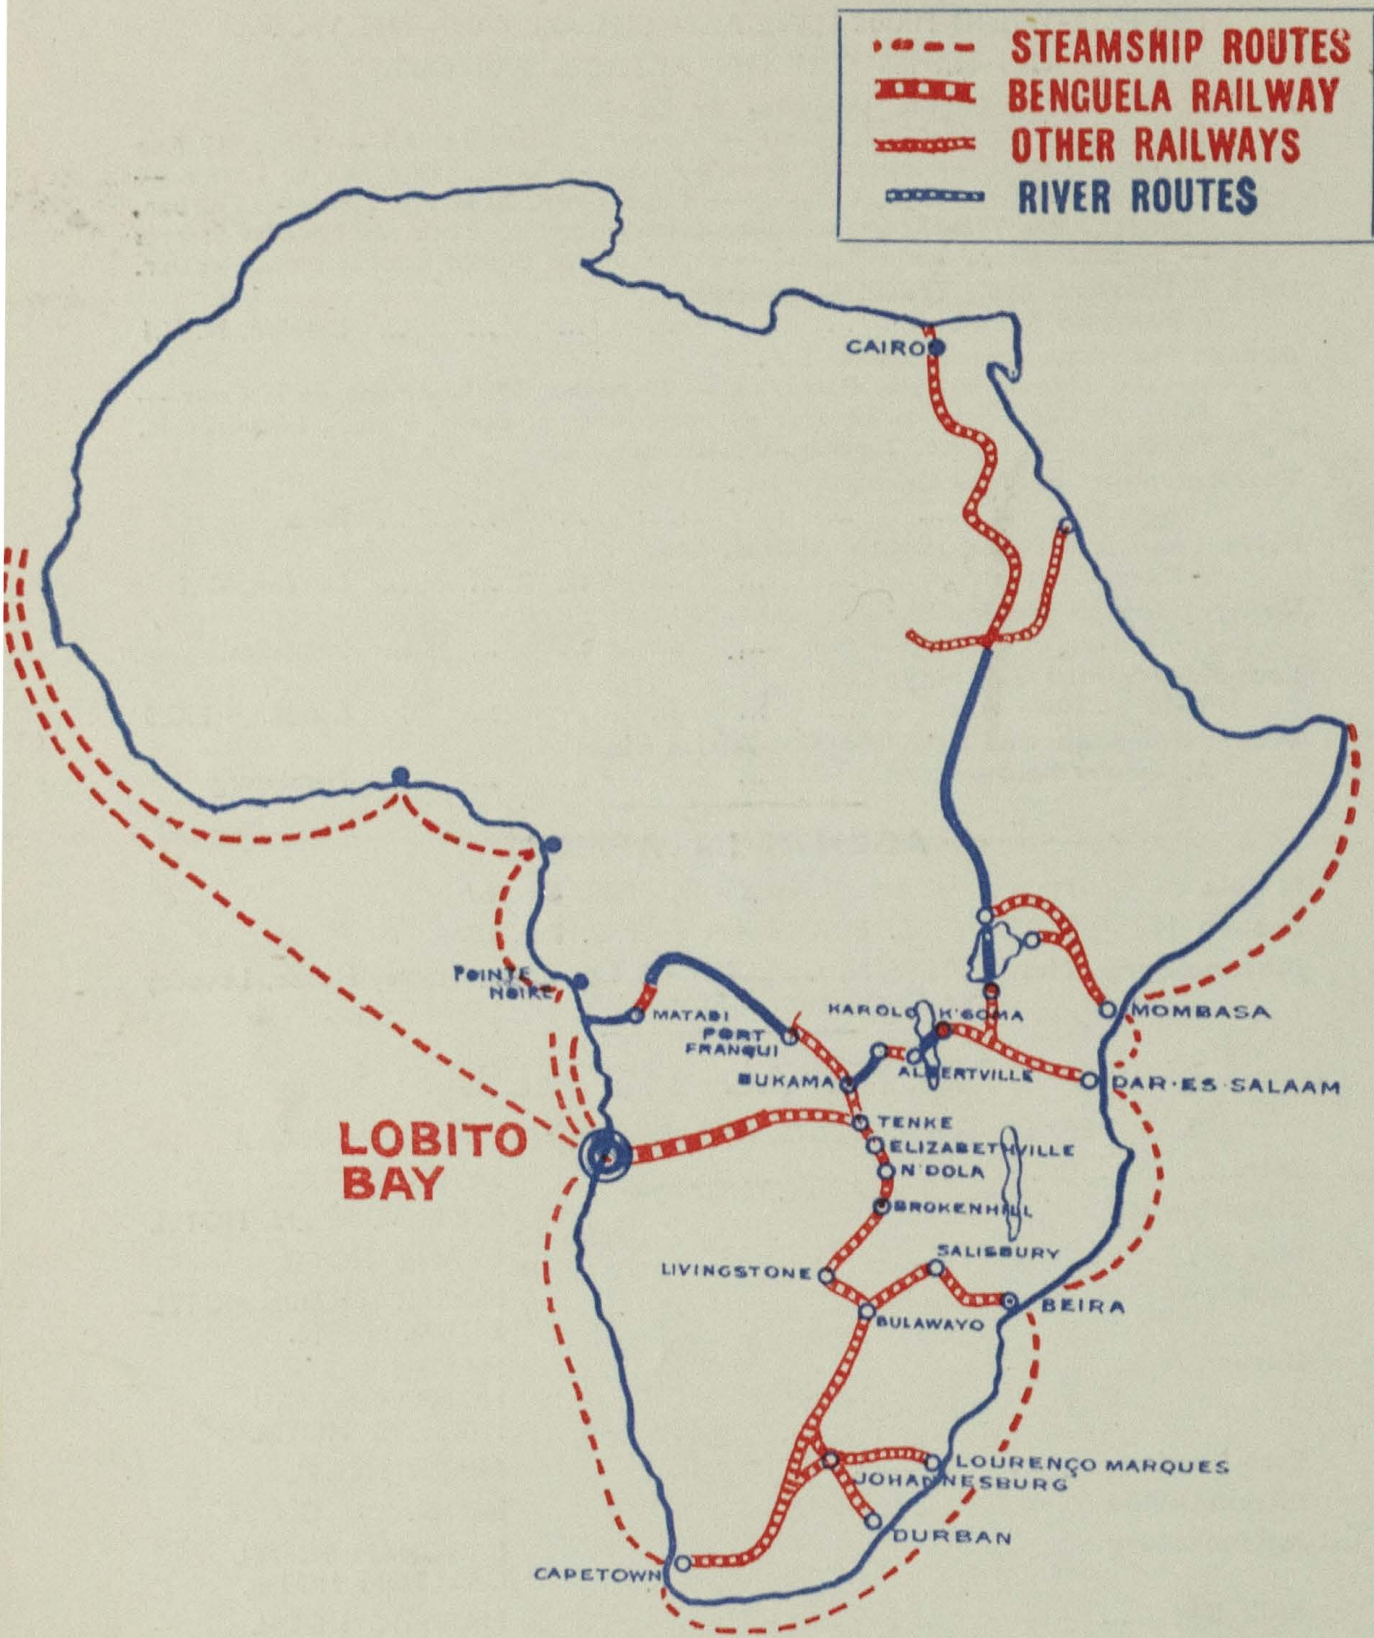 STEAMSHIP ROUTES
BENGUELA RAILWAY
OTHER RAILWAYS
RIVER ROUTES
CAIRO
POINTE
NOIRE
MATADI
PORT
FRANQUI
KAROLO
K'GOMA
MOMBASA
BUKAMA
ALBERTVILLE
DAR·ES·SALAAM
LOBITO
BAY
TENKE
ELIZABETHVILLE
N'DOLA
BROKENHILL
SALISBURY
LIVINGSTONE
BEIRA
BULAWAYO
LOURENÇO MARQUES
JOHANNESBURG
DURBAN
CAPETOWN